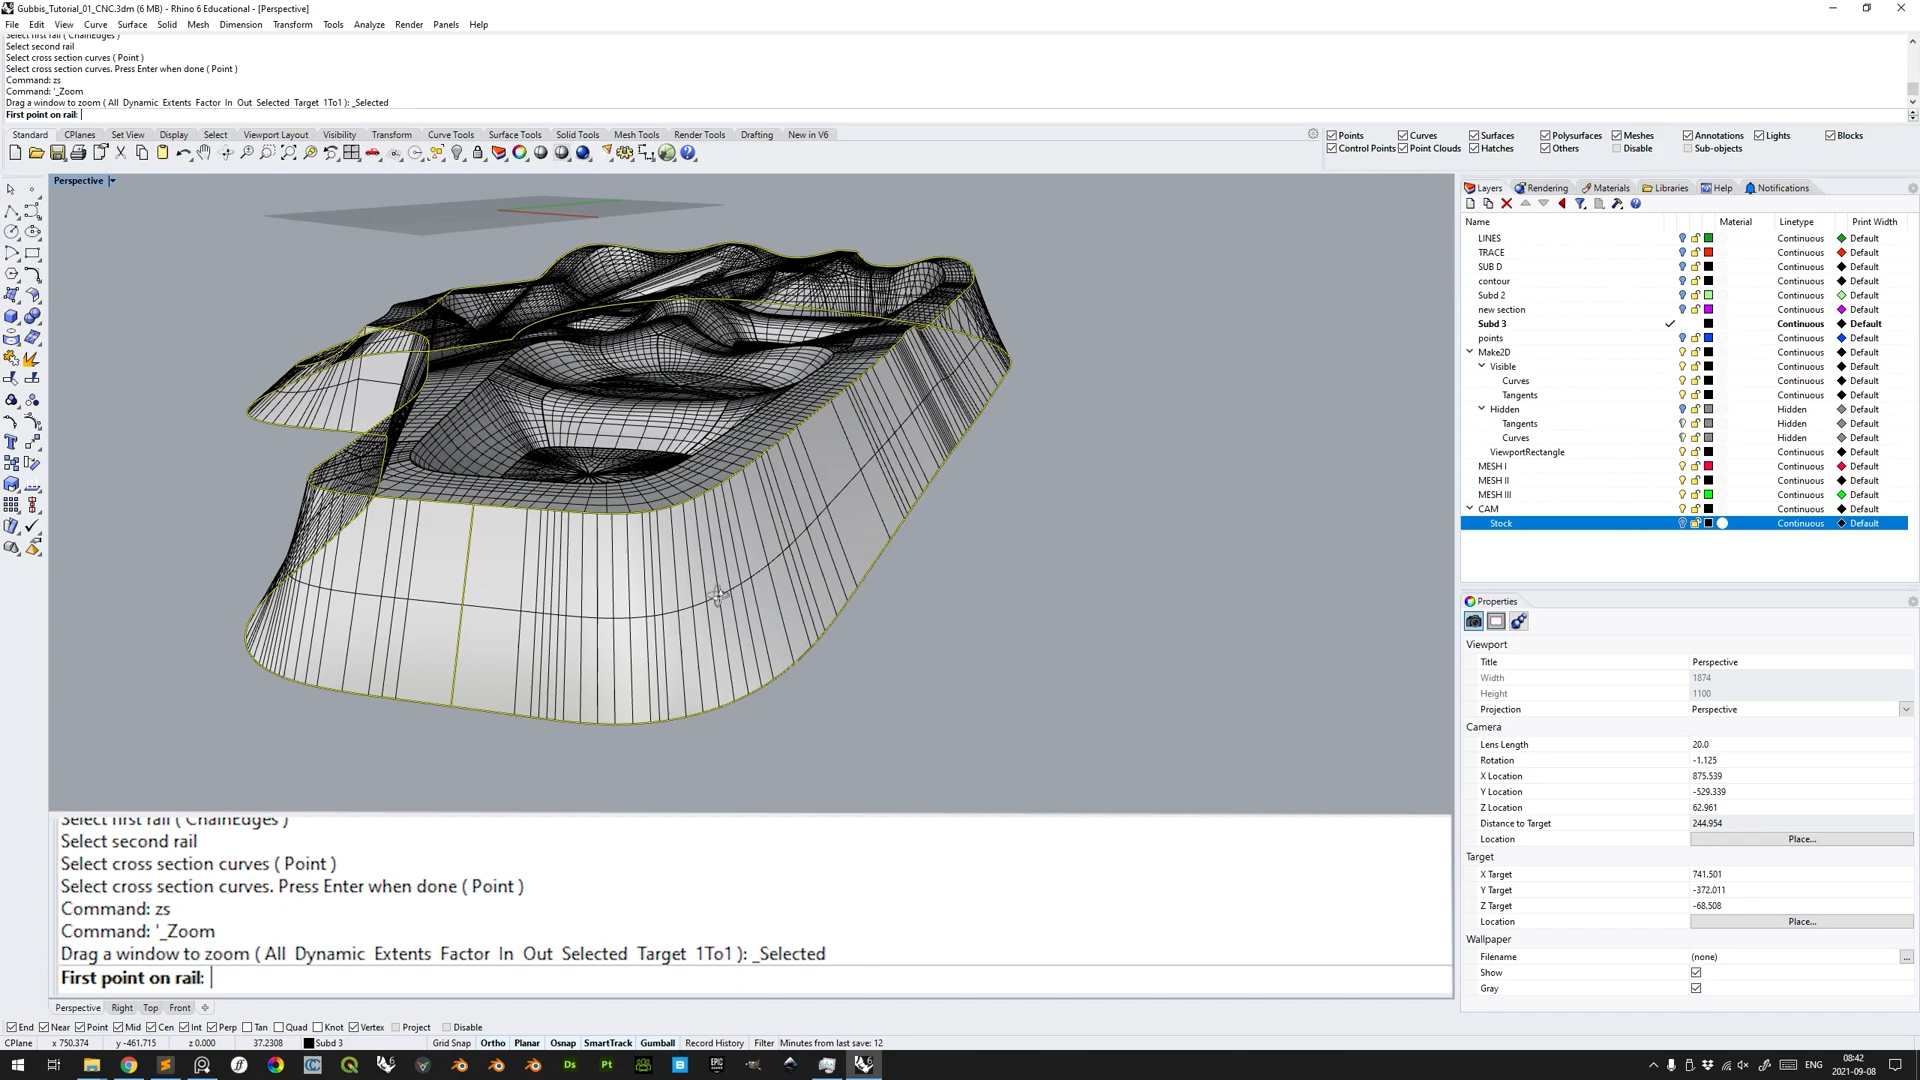 Gubbis_Tutorial_01_CNC.3dm (6 MB) - Rhino 6 Educational - [Perspective]
File Edit View Curve Surface Solid Mesh Dimension Transform Tools Analyze Render Panels Help
Select first rail ( ChainEdges )
Select second rail
Select cross section curves ( Point )
Select cross section curves. Press Enter when done ( Point )
Command: zs
Command: '_Zoom
Drag a window to zoom ( All Dynamic Extents Factor In Out Selected Target 1To1 ): _Selected
First point on rail:
Standard CPlanes Set View Display Select Viewport Layout Visibility Transform Curve Tools Surface Tools Solid Tools Mesh Tools Render Tools Drafting New in V6
Points Curves Surfaces Polysurfaces Meshes Annotations Lights Blocks
Control Points Point Clouds Hatches Others Disable Sub-objects
Perspective
Layers Rendering Materials Libraries Help Notifications
Name Material Linetype Print Width
LINES Continuous Default
TRACE Continuous Default
SUB D Continuous Default
contour Continuous Default
Subd 2 Continuous Default
new section Continuous Default
Subd 3 Continuous Default
points Continuous Default
Make2D Continuous Default
Visible Continuous Default
Curves Continuous Default
Tangents Continuous Default
Hidden Hidden Default
Tangents Hidden Default
Curves Hidden Default
ViewportRectangle Continuous Default
MESH I Continuous Default
MESH II Continuous Default
MESH III Continuous Default
CAM Continuous Default
Stock Continuous Default
Properties
Viewport
Title Perspective
Width 1874
Height 1100
Projection Perspective
Camera
Lens Length 20.0
Rotation -1.125
X Location 875.539
Y Location -529.339
Z Location 62.961
Distance to Target 244.954
Location Place...
Target
X Target 741.501
Y Target -372.011
Z Target -68.508
Location Place...
Wallpaper
Filename (none) ...
Show
Gray
Select first rail ( ChainEdges )
Select second rail
Select cross section curves ( Point )
Select cross section curves. Press Enter when done ( Point )
Command: zs
Command: '_Zoom
Drag a window to zoom ( All Dynamic Extents Factor In Out Selected Target 1To1 ): _Selected
First point on rail:
Perspective Right Top Front
End Near Point Mid Cen Int Perp Tan Quad Knot Vertex Project Disable
CPlane x 750.374 y -461.715 z 0.000 37.2308 Subd 3 Grid Snap Ortho Planar Osnap SmartTrack Gumball Record History Filter Minutes from last save: 12
Ds Pt ENG 08:42
2021-09-08